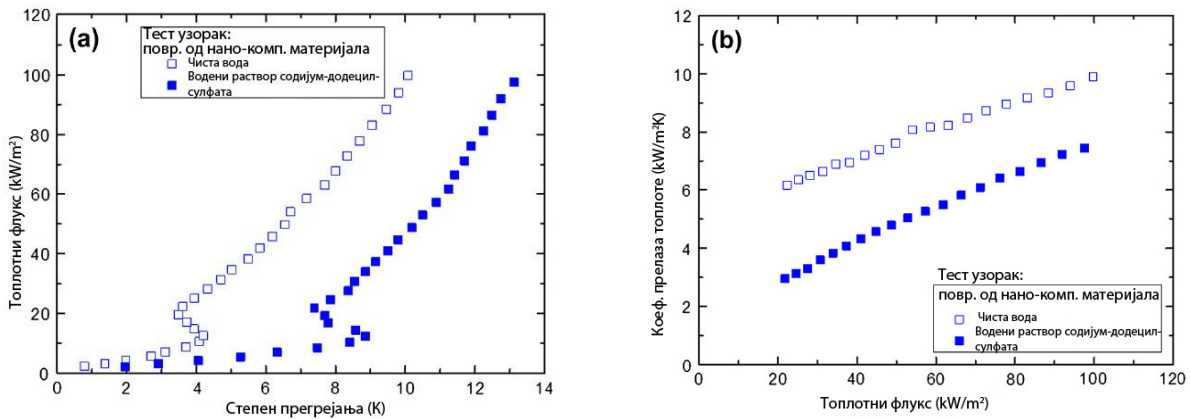 (a)
Тест узорак:
повр. од нано-комп. материјала
Чиста вода
Водени раствор содијум-додецил-
сулфата
Топлотни флукс (kW/m²)
120
100
80
60
40
20
0
0 2 4 6 8 10 12 14
Степен прегрејања (K)
(b)
Коеф. прелаза топлоте (kW/m²K)
12
10
8
6
4
2
0
Тест узорак:
повр. од нано-комп. материјала
Чиста вода
Водени раствор содијум-додецил-
сулфата
0 20 40 60 80 100 120
Топлотни флукс (kW/m²)